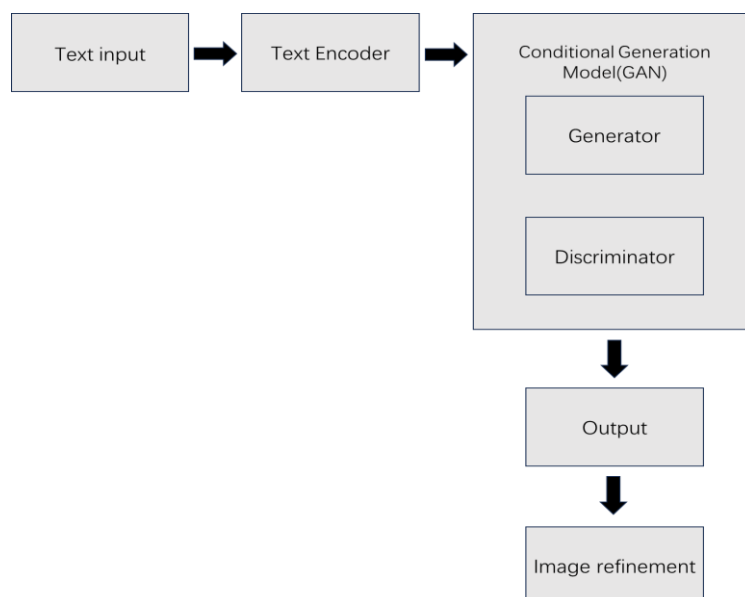 Text input
Text Encoder
Conditional Generation
Model(GAN)
Generator
Discriminator
Output
Image refinement